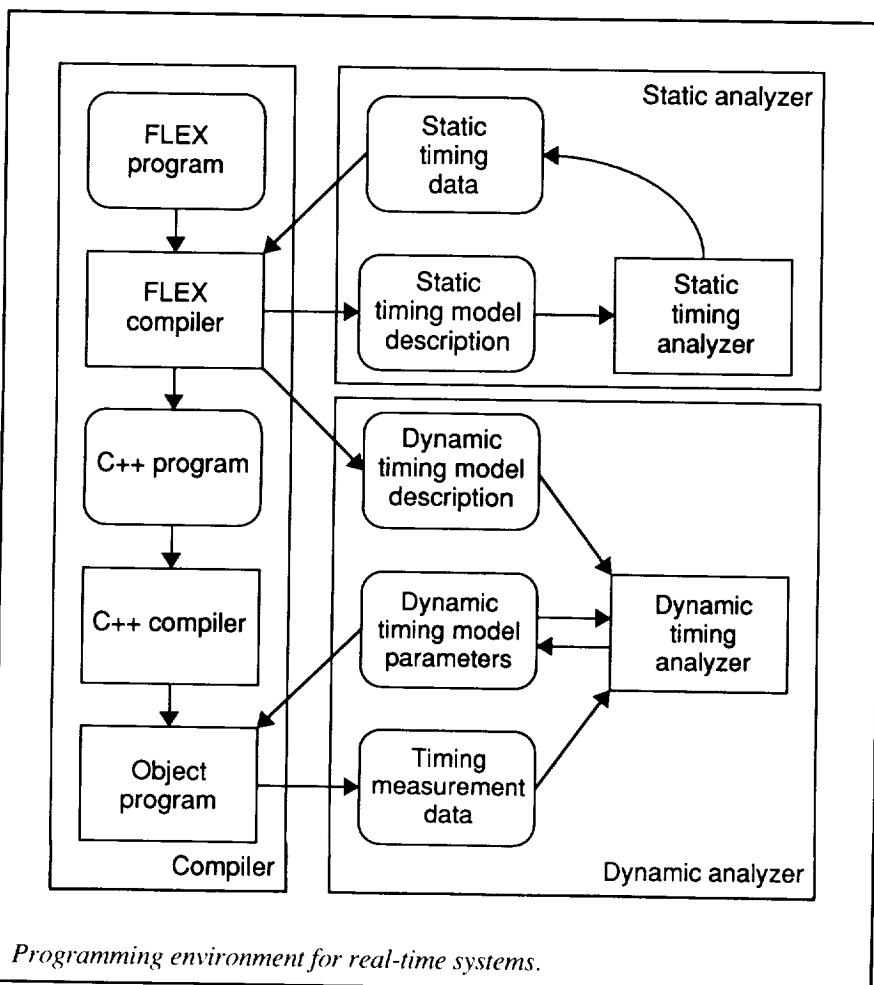 FLEX
program
FLEX
compiler
C++ program
C++ compiler
Object
program
Compiler
Static analyzer
Static
timing
data
Static
timing model
description
Static
timing
analyzer
Dynamic
timing model
description
Dynamic
timing model
parameters
Dynamic
timing
analyzer
Timing
measurement
data
Dynamic analyzer
Programming environment for real-time systems.